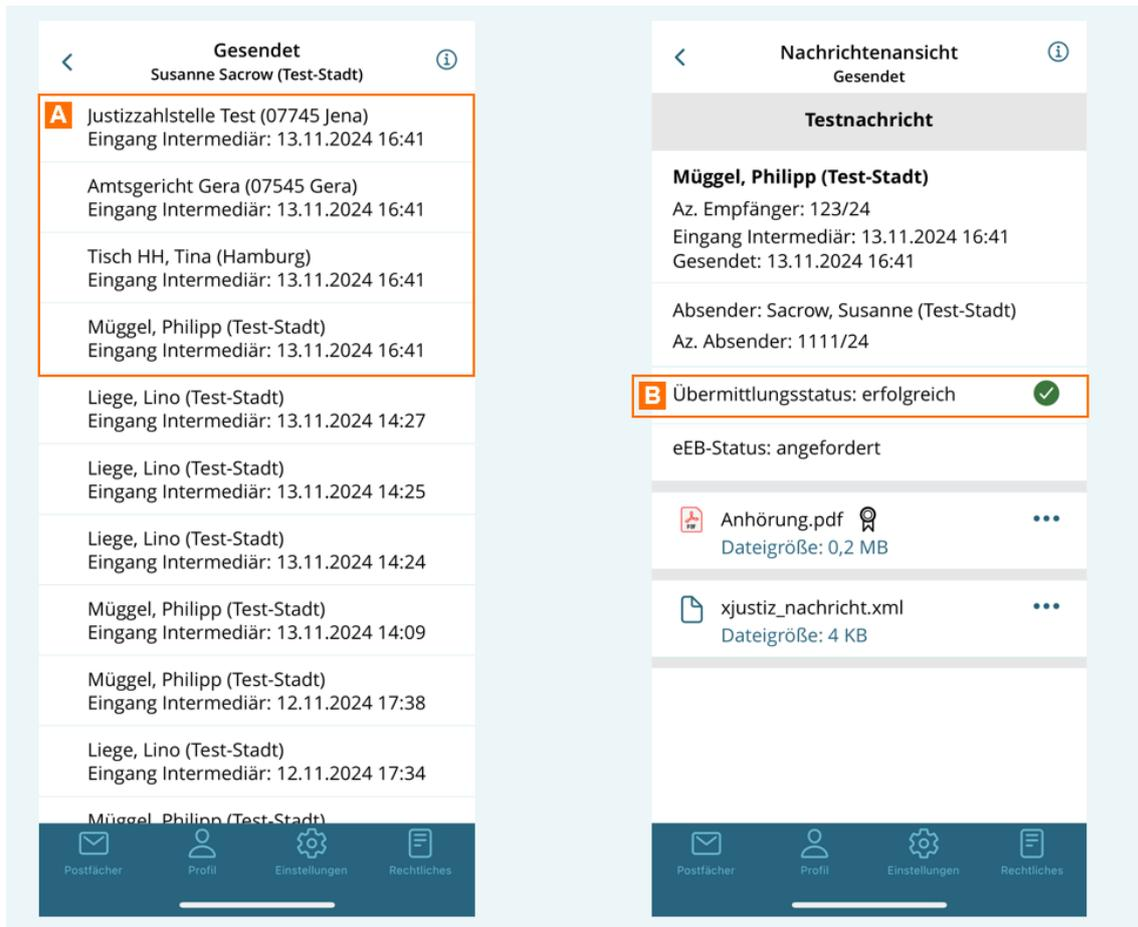 Gesendet
Susanne Sacrow (Test-Stadt)
A
Justizzahlstelle Test (07745 Jena)
Eingang Intermediär: 13.11.2024 16:41
Amtsgericht Gera (07545 Gera)
Eingang Intermediär: 13.11.2024 16:41
Tisch HH, Tina (Hamburg)
Eingang Intermediär: 13.11.2024 16:41
Müggel, Philipp (Test-Stadt)
Eingang Intermediär: 13.11.2024 16:41
Liege, Lino (Test-Stadt)
Eingang Intermediär: 13.11.2024 14:27
Liege, Lino (Test-Stadt)
Eingang Intermediär: 13.11.2024 14:25
Liege, Lino (Test-Stadt)
Eingang Intermediär: 13.11.2024 14:24
Müggel, Philipp (Test-Stadt)
Eingang Intermediär: 13.11.2024 14:09
Müggel, Philipp (Test-Stadt)
Eingang Intermediär: 12.11.2024 17:38
Liege, Lino (Test-Stadt)
Eingang Intermediär: 12.11.2024 17:34
Müggel, Philipp (Test-Stadt)
Postfächer Profil Einstellungen Rechtliches
Nachrichtenansicht
Gesendet
Testnachricht
Müggel, Philipp (Test-Stadt)
Az. Empfänger: 123/24
Eingang Intermediär: 13.11.2024 16:41
Gesendet: 13.11.2024 16:41
Absender: Sacrow, Susanne (Test-Stadt)
Az. Absender: 1111/24
B
Übermittlungsstatus: erfolgreich
eEB-Status: angefordert
PDF
Anhörung.pdf
Dateigröße: 0,2 MB
xjustiz_nachricht.xml
Dateigröße: 4 KB
Postfächer Profil Einstellungen Rechtliches